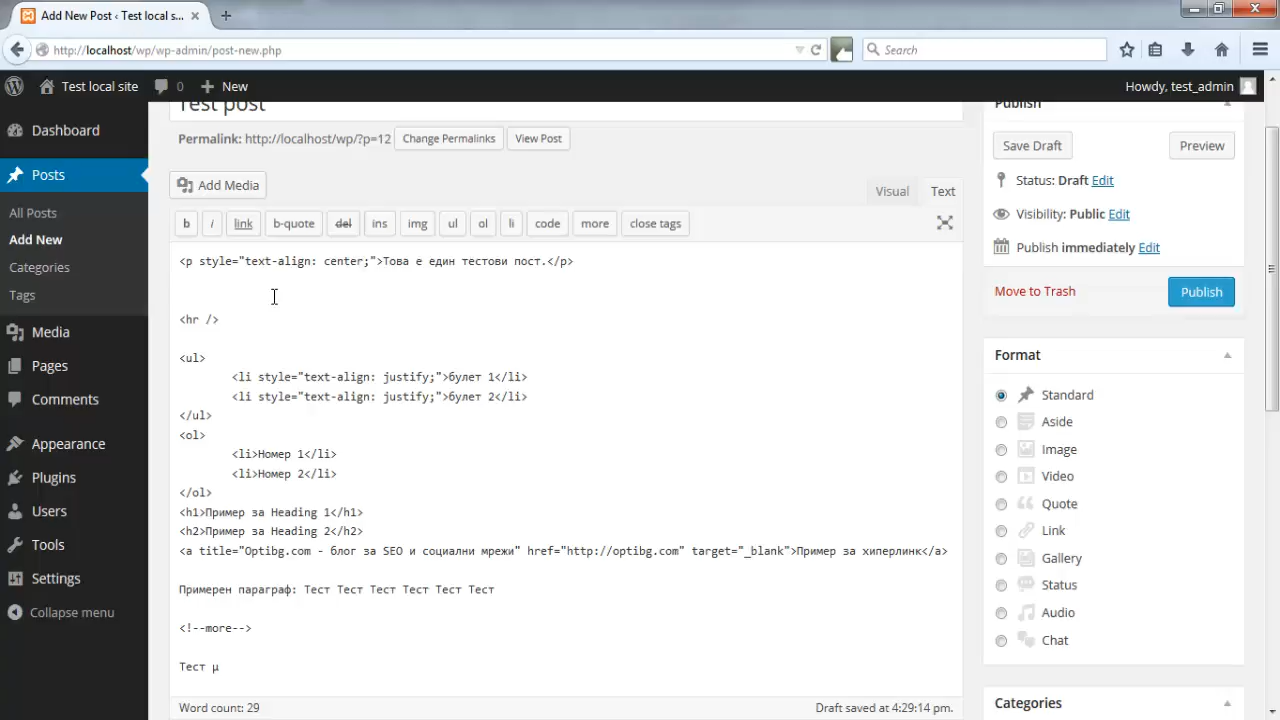 Add New Post ‹ Test local s...
http://localhost/wp/wp-admin/post-new.php
Search
Test local site
0
New
Howdy, test_admin
Dashboard
Posts
All Posts
Add New
Categories
Tags
Media
Pages
Comments
Appearance
Plugins
Users
Tools
Settings
Collapse menu
Test post
Permalink: http://localhost/wp/?p=12
Change Permalinks
View Post
Add Media
Visual
Text
b
i
link
b-quote
del
ins
img
ul
ol
li
code
more
close tags
<p style="text-align: center;">Това е един тестови пост.</p>
<hr />
<ul>
<li style="text-align: justify;">булет 1</li>
<li style="text-align: justify;">булет 2</li>
</ul>
<ol>
<li>Номер 1</li>
<li>Номер 2</li>
</ol>
<h1>Пример за Heading 1</h1>
<h2>Пример за Heading 2</h2>
<a title="Optibg.com - блог за SEO и социални мрежи" href="http://optibg.com" target="_blank">Пример за хиперлинк</a>
Примерен параграф: Тест Тест Тест Тест Тест Тест
<!--more-->
Тест µ
Word count: 29
Draft saved at 4:29:14 pm.
Publish
Save Draft
Preview
Status: Draft Edit
Visibility: Public Edit
Publish immediately Edit
Move to Trash
Publish
Format
Standard
Aside
Image
Video
Quote
Link
Gallery
Status
Audio
Chat
Categories